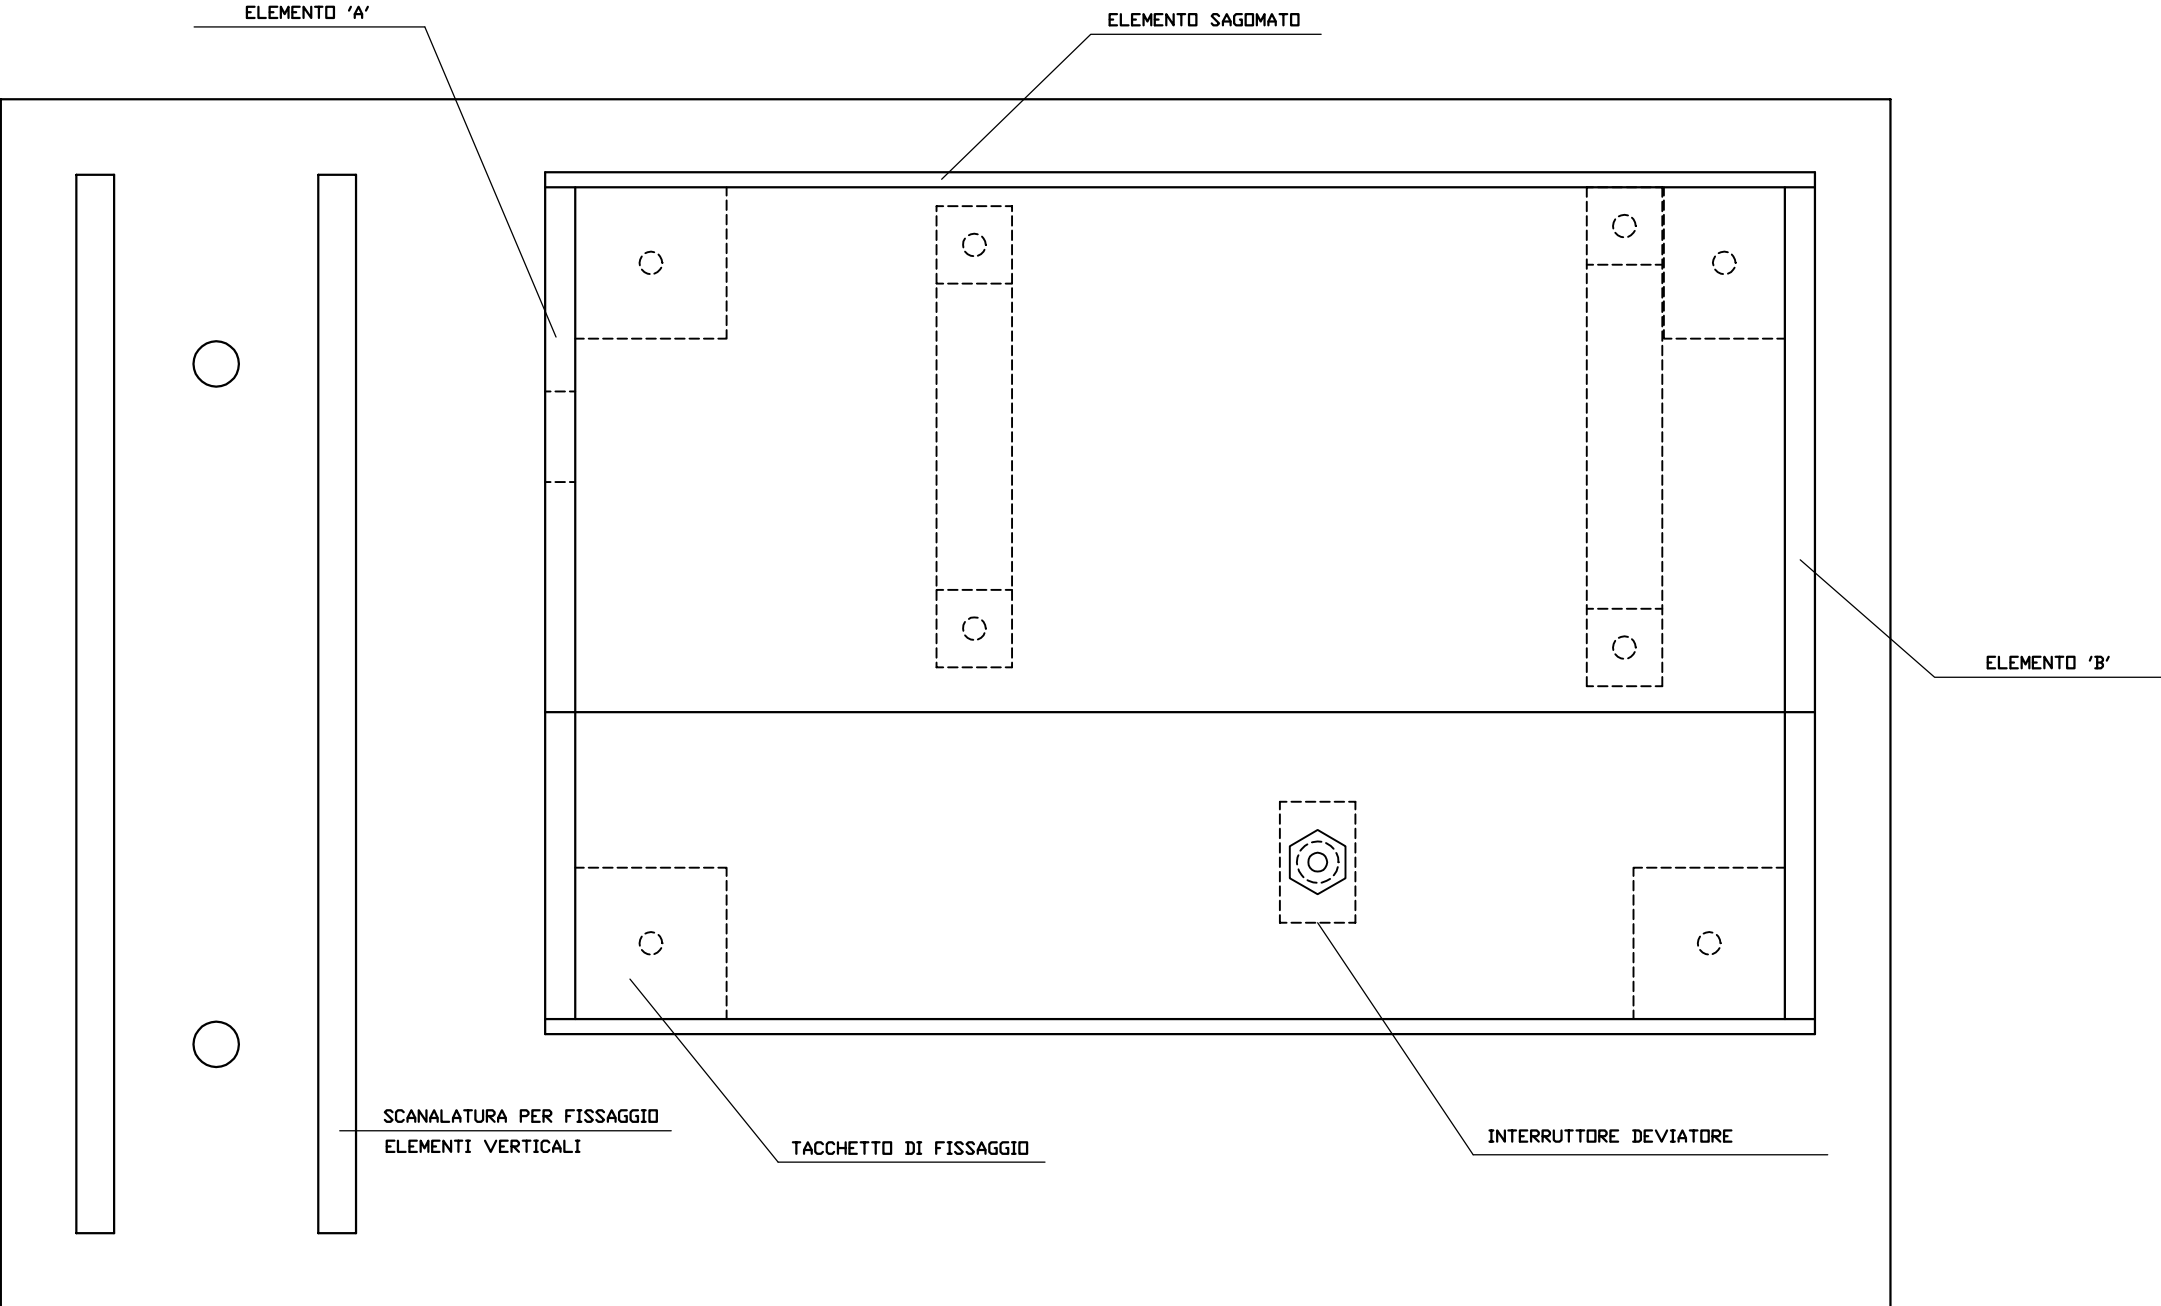 ELEMENTO 'A'
ELEMENTO SAGOMATO
ELEMENTO 'B'
SCANALATURA PER FISSAGGIO
ELEMENTI VERTICALI
TACCHETTO DI FISSAGGIO
INTERRUTTORE DEVIATORE